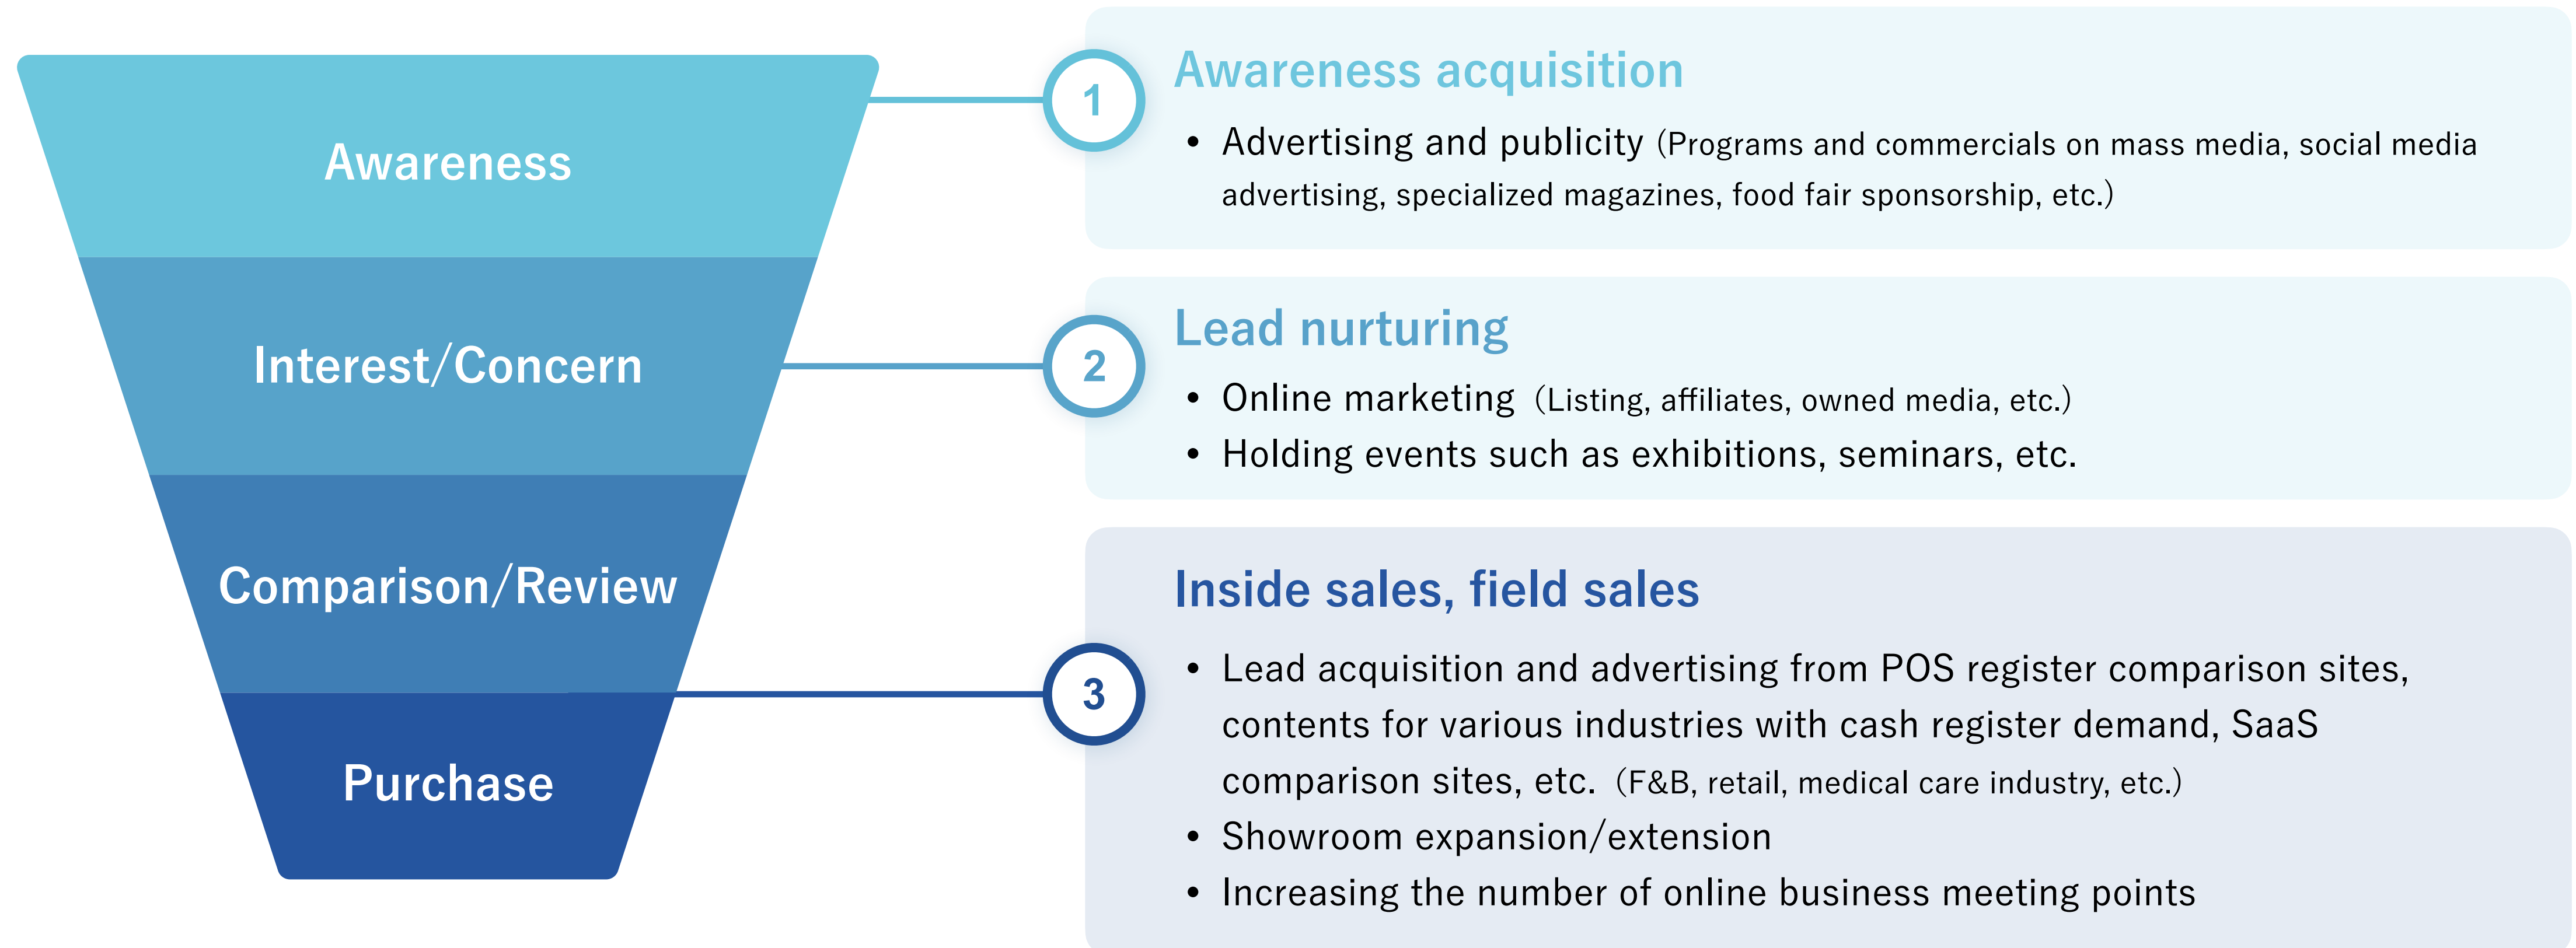 Awareness
Interest/Concern
Comparison/Review
Purchase
1
Awareness acquisition
• Advertising and publicity (Programs and commercials on mass media, social media
advertising, specialized magazines, food fair sponsorship, etc.)
2
Lead nurturing
• Online marketing (Listing, affiliates, owned media, etc.)
• Holding events such as exhibitions, seminars, etc.
3
Inside sales, field sales
• Lead acquisition and advertising from POS register comparison sites,
contents for various industries with cash register demand, SaaS
comparison sites, etc. (F&B, retail, medical care industry, etc.)
• Showroom expansion/extension
• Increasing the number of online business meeting points